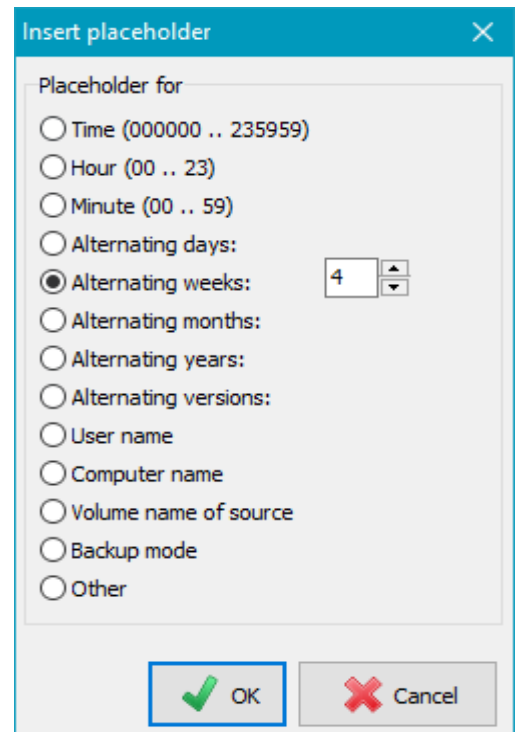 Insert placeholder
Placeholder for
Time (000000 .. 235959)
Hour (00 .. 23)
Minute (00 .. 59)
Alternating days:
Alternating weeks: 4
Alternating months:
Alternating years:
Alternating versions:
User name
Computer name
Volume name of source
Backup mode
Other
OK Cancel